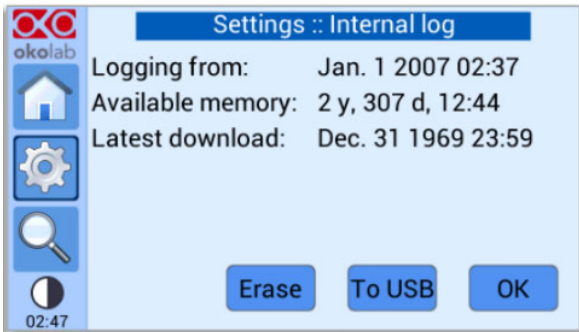 Settings :: Internal log
okolab
Logging from: Jan. 1 2007 02:37
Available memory: 2 y, 307 d, 12:44
Latest download: Dec. 31 1969 23:59
Erase To USB OK
02:47